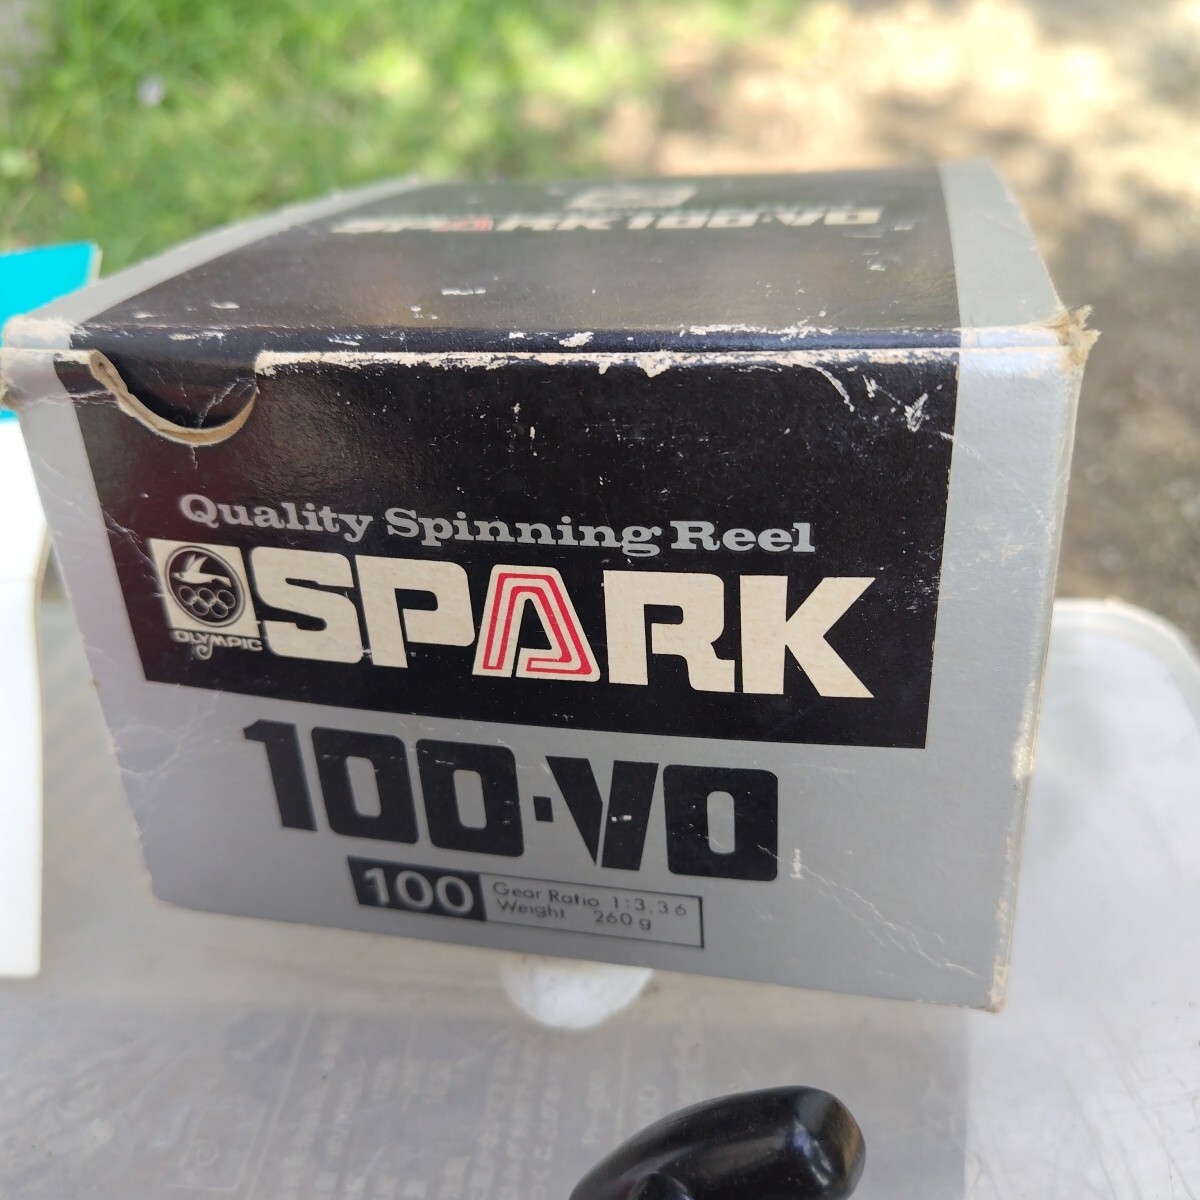 SPARK 100·VO
Quality Spinning Reel
OLYMPIC
SPARK
100·VO
100
Gear Ratio 1:3.36
Weight 260g